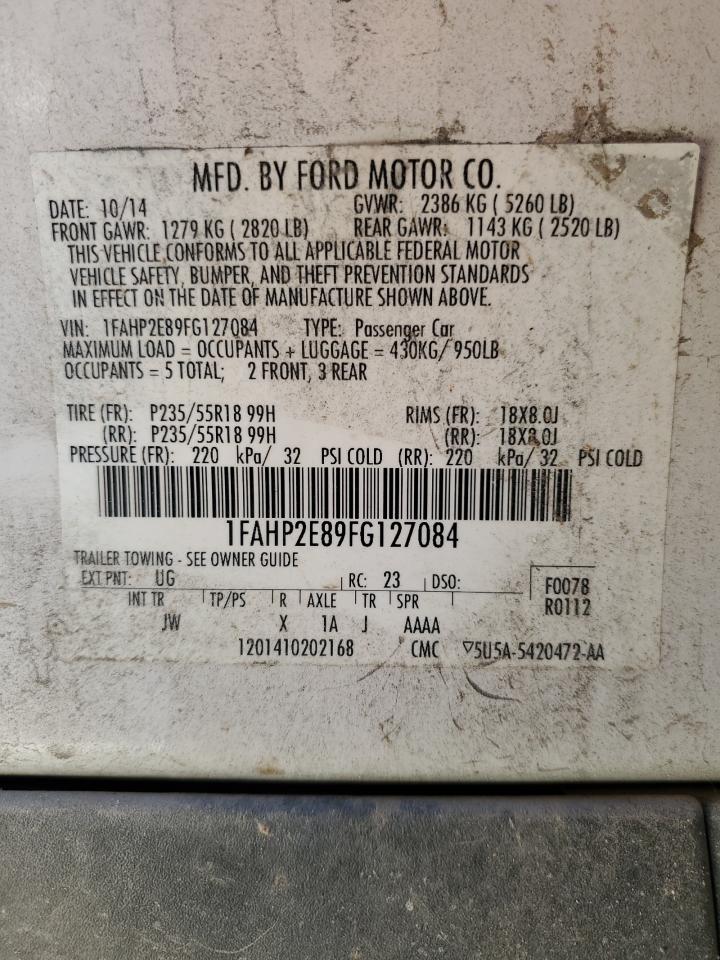 MFD. BY FORD MOTOR CO.
DATE: 10/14 GVWR: 2386 KG ( 5260 LB)
FRONT GAWR: 1279 KG ( 2820 LB) REAR GAWR: 1143 KG ( 2520 LB)
THIS VEHICLE CONFORMS TO ALL APPLICABLE FEDERAL MOTOR
VEHICLE SAFETY, BUMPER, AND THEFT PREVENTION STANDARDS
IN EFFECT ON THE DATE OF MANUFACTURE SHOWN ABOVE.
VIN: 1FAHP2E89FG127084 TYPE: Passenger Car
MAXIMUM LOAD = OCCUPANTS + LUGGAGE = 430KG/ 950LB
OCCUPANTS = 5 TOTAL; 2 FRONT, 3 REAR
TIRE (FR): P235/55R18 99H RIMS (FR): 18X8.0J
(RR): P235/55R18 99H (RR): 18X8.0J
PRESSURE (FR): 220 kPa/ 32 PSI COLD (RR): 220 kPa/ 32 PSI COLD
1FAHP2E89FG127084
TRAILER TOWING - SEE OWNER GUIDE
EXT PNT: UG RC: 23 DSO: F0078
INT TR TP/PS R AXLE TR SPR R0112
JW X 1A J AAAA
1201410202168 CMC ▽5U5A-5420472-AA